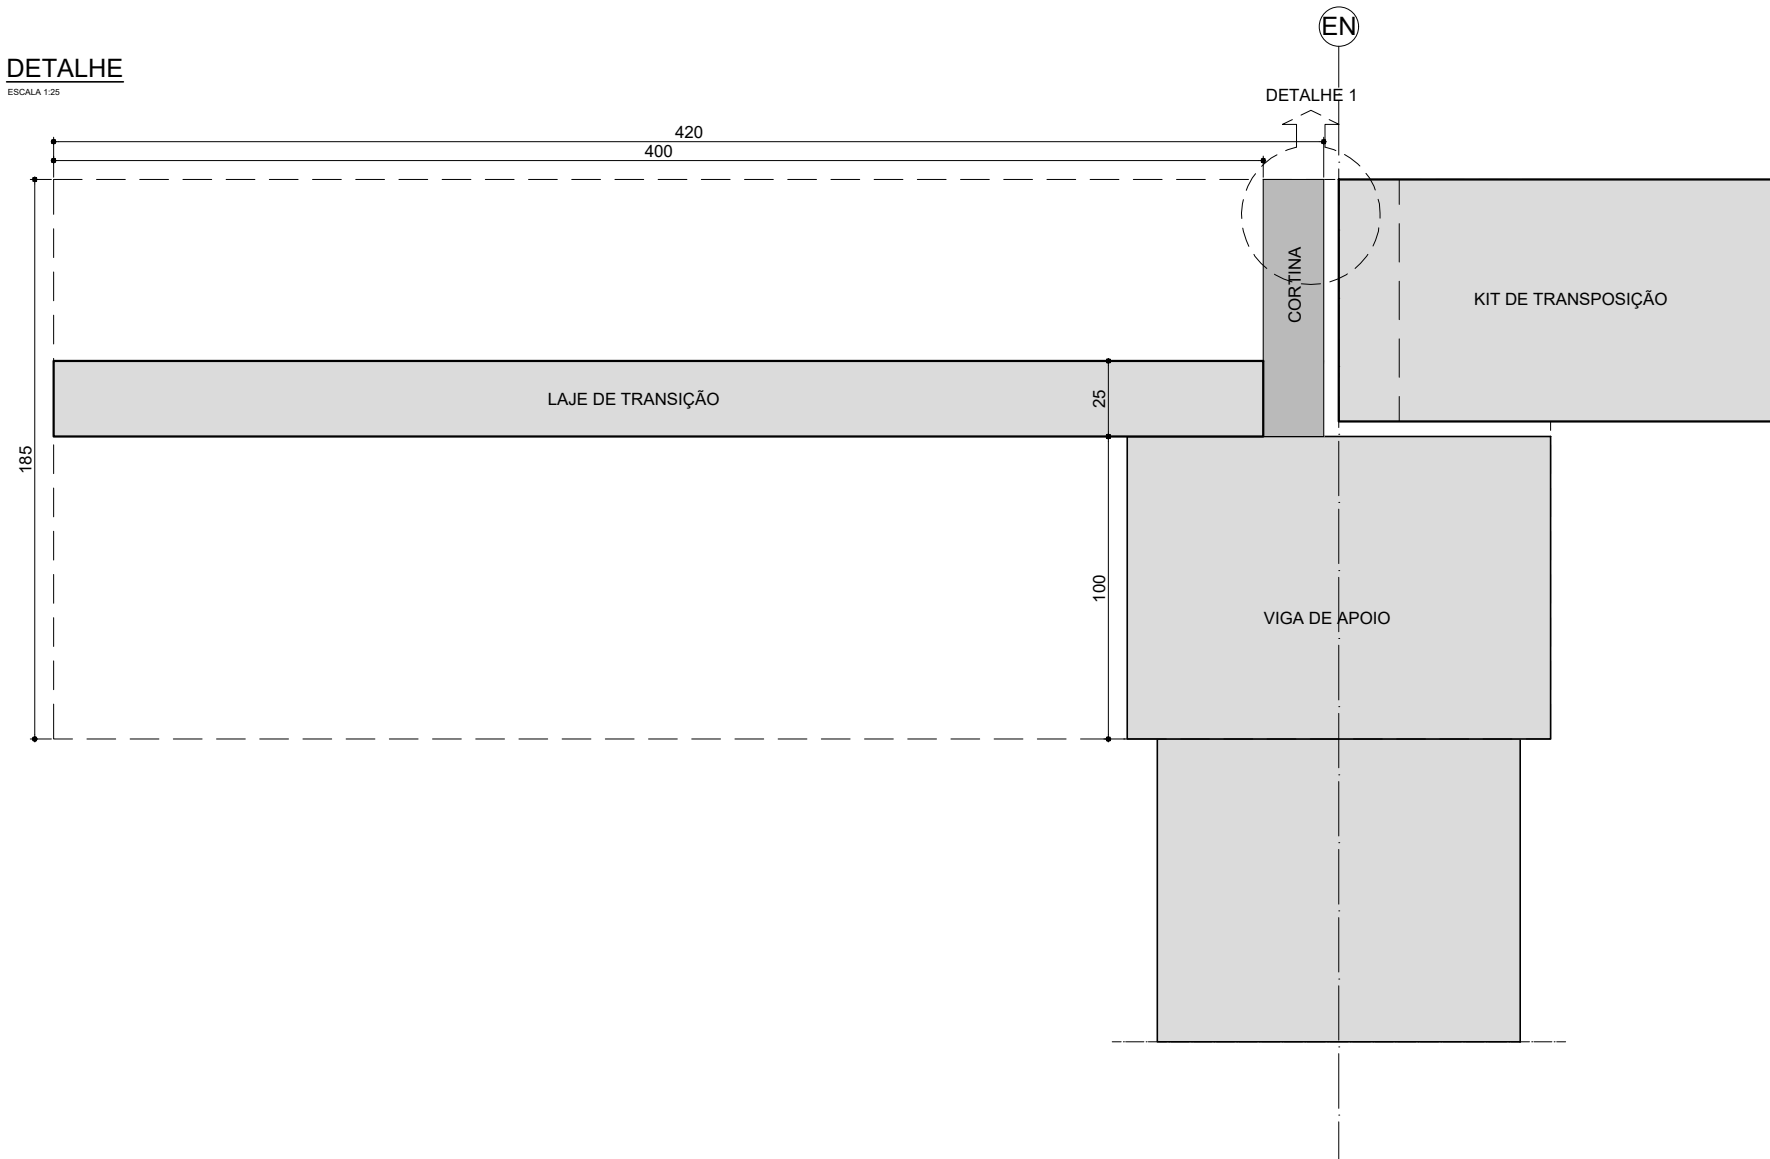 EN
DETALHE
ESCALA 1:25
DETALHE 1
420
400
CORTINA
KIT DE TRANSPOSIÇÃO
LAJE DE TRANSIÇÃO
25
185
100
VIGA DE APOIO